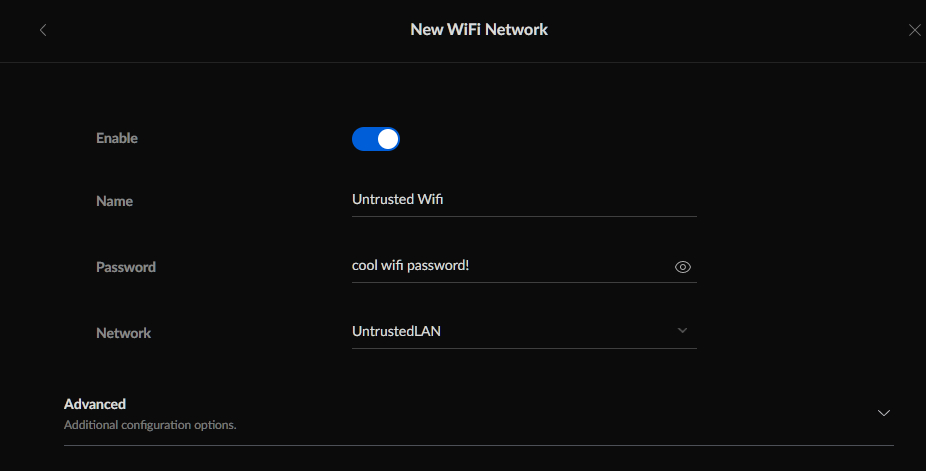 New WiFi Network
Enable
Name
Untrusted Wifi
Password
cool wifi password!
Network
UntrustedLAN
Advanced
Additional configuration options.